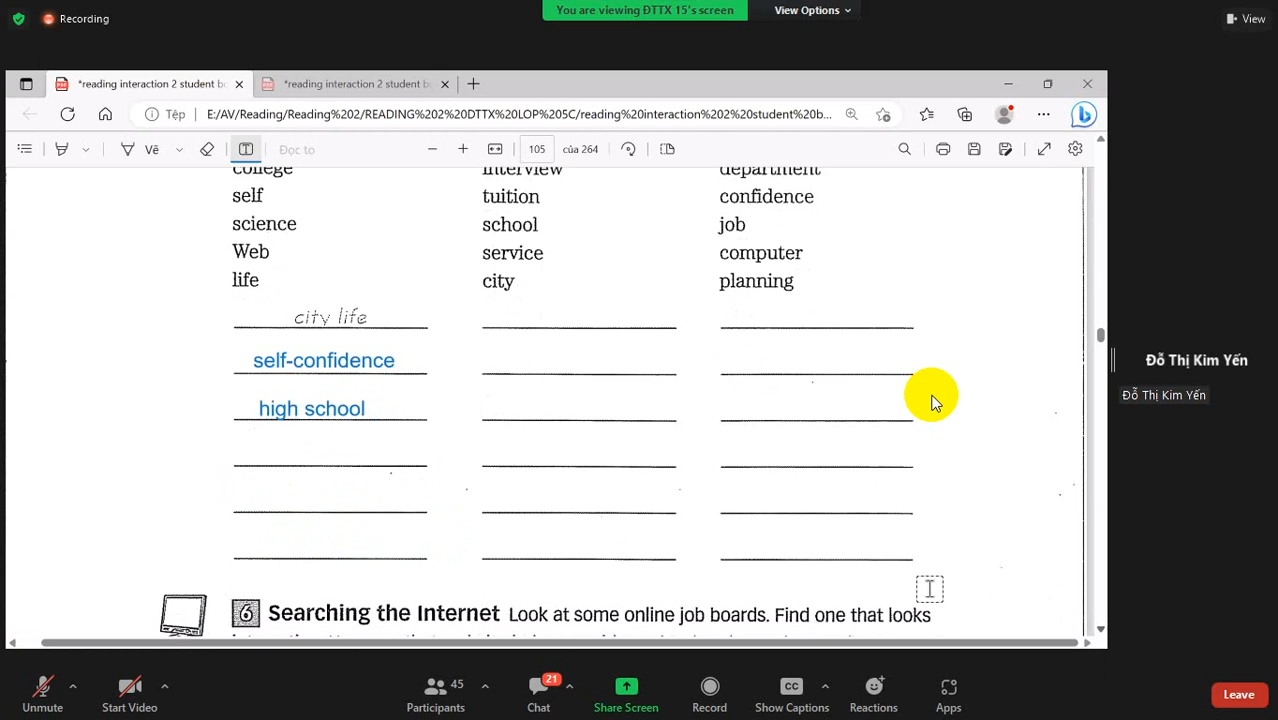 Recording
You are viewing ĐTTX 15's screen
View Options
View
*reading interaction 2 student b
*reading interaction 2 student b
Tệp
E:/AV/Reading/Reading%202/READING%202%20DTTX%20LOP%205C/reading%20interaction%202%20student%20b...
Vẽ
Đọc to
105
của 264
college interview department
self tuition confidence
science school job
Web service computer
life city planning
city life
self-confidence
high school
6 Searching the Internet Look at some online job boards. Find one that looks
Đỗ Thị Kim Yến
Đỗ Thị Kim Yến
Unmute
Start Video
45
Participants
21
Chat
Share Screen
Record
CC
Show Captions
Reactions
Apps
Leave